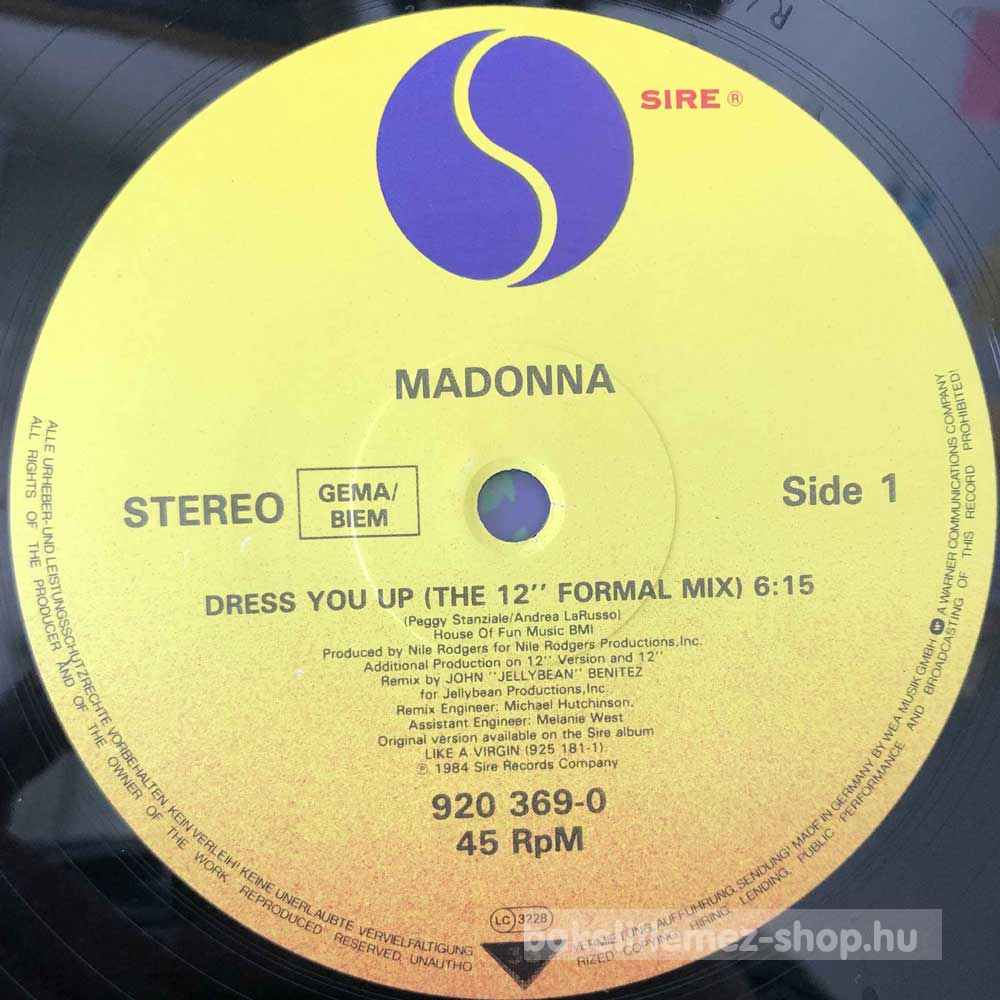 SIRE ®
MADONNA
STEREO
GEMA/
BIEM
Side 1
DRESS YOU UP (THE 12'' FORMAL MIX) 6:15
(Peggy Stanziale/Andrea LaRusso)
House Of Fun Music BMI
Produced by Nile Rodgers for Nile Rodgers Productions,Inc.
Additional Production on 12'' Version and 12''
Remix by JOHN ''JELLYBEAN'' BENITEZ
for Jellybean Productions,Inc.
Remix Engineer: Michael Hutchinson.
Assistant Engineer: Melanie West
Original version available on the Sire album
LIKE A VIRGIN (925 181-1).
℗ 1984 Sire Records Company
920 369-0
45 RpM
LC 3228
ALLE URHEBER-UND LEISTUNGSSCHUTZRECHTE VORBEHALTEN KEIN VERLEIH! KEINE UNERLAUBTE VERVIELFÄLTIGUNG VERMIETUNG, AUFFÜHRUNG, SENDUNG! MADE IN GERMANY BY WEA MUSIK GMBH A WARNER COMMUNICATIONS COMPANY
ALL RIGHTS OF THE PRODUCER AND OF THE OWNER OF THE WORK REPRODUCED RESERVED. UNAUTHO RIZED COPYING, HIRING, LENDING, PUBLIC PERFORMANCE AND BROADCASTING OF THIS RECORD PROHIBITED!
bakelitlemez-shop.hu